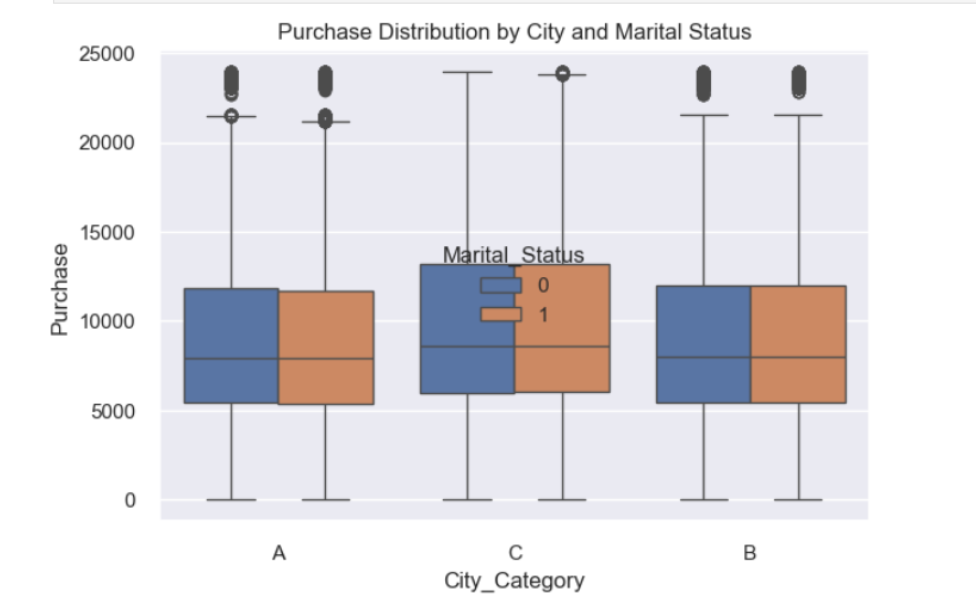 Purchase Distribution by City and Marital Status
25000
20000
15000
10000
5000
0
Purchase
Marital_Status
0
1
A C B
City_Category